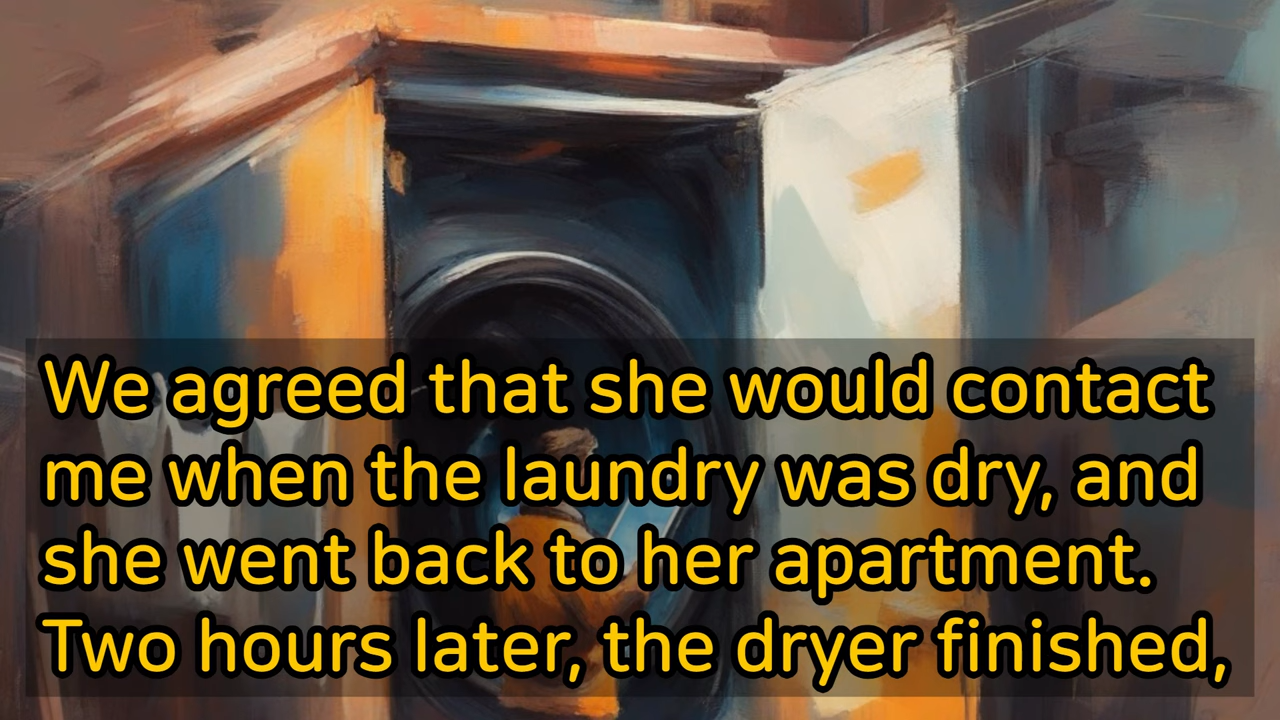 We agreed that she would contact
me when the laundry was dry, and
she went back to her apartment.
Two hours later, the dryer finished,